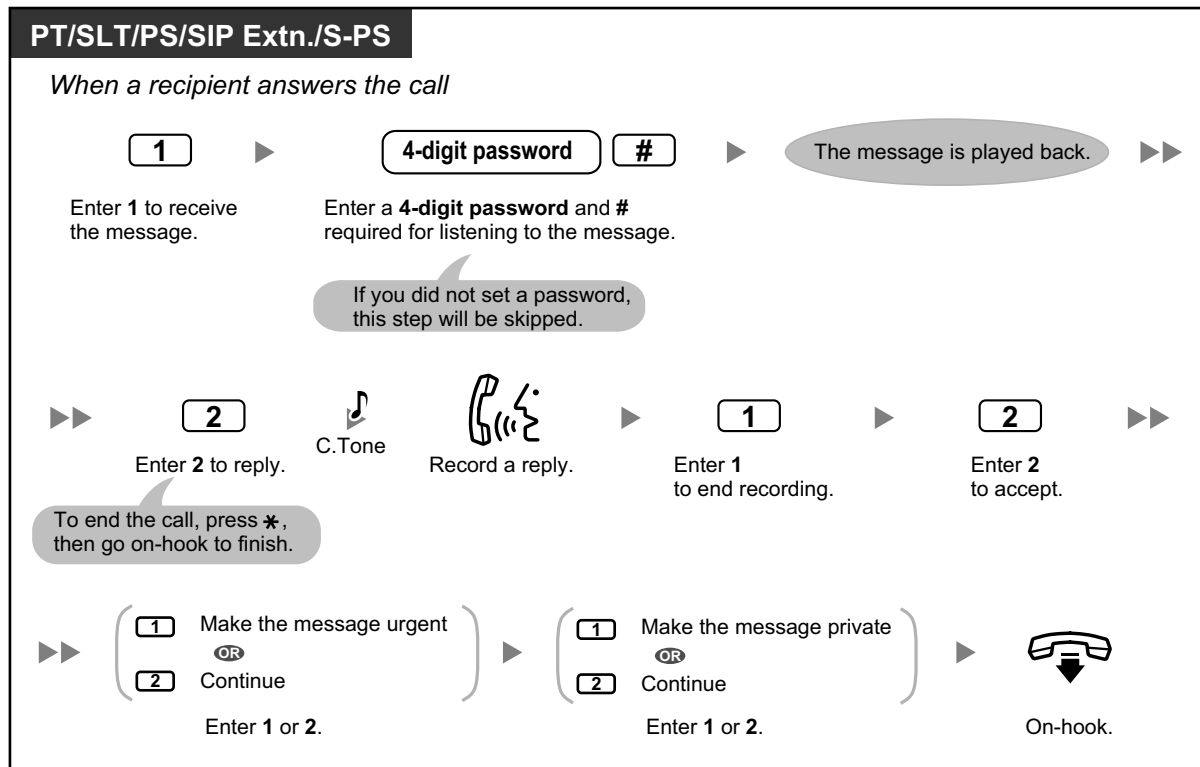 PT/SLT/PS/SIP Extn./S-PS
When a recipient answers the call
1
4-digit password #
The message is played back.
Enter 1 to receive
the message.
Enter a 4-digit password and #
required for listening to the message.
If you did not set a password,
this step will be skipped.
2
C.Tone
1
2
Enter 2 to reply.
Record a reply.
Enter 1
to end recording.
Enter 2
to accept.
To end the call, press ✱,
then go on-hook to finish.
1 Make the message urgent
OR
2 Continue
Enter 1 or 2.
1 Make the message private
OR
2 Continue
Enter 1 or 2.
On-hook.